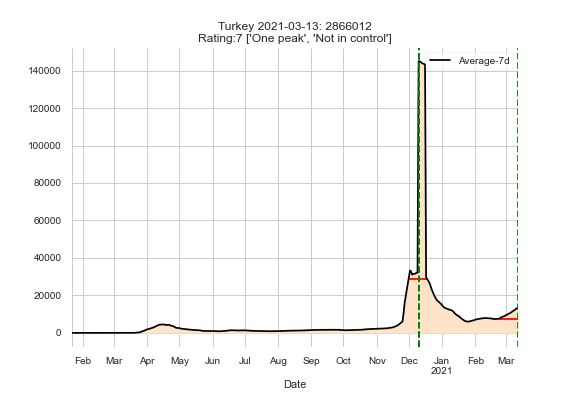 Turkey 2021-03-13: 2866012
Rating:7 ['One peak', 'Not in control']
Average-7d
140000
120000
100000
80000
60000
40000
20000
0
Feb Mar Apr May Jun Jul Aug Sep Oct Nov Dec Jan Feb Mar
2021
Date